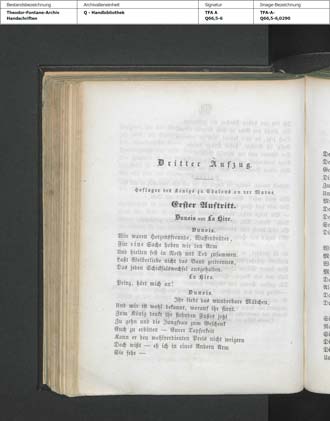 Bestandsbezeichnung
Archivalieneinheit
Signatur
Image-Bezeichnung
Theodor-Fontane-Archiv
Handschriften
Q - Handbibliothek
TFA A
Q66,5-6
TFA-A-
Q66,5-6,0290
Dritter Aufzug.
Hoflager des Königs zu Chalons an der Marne
Erster Auftritt.
Dunois und La Hire.
Dunois.
Wir waren Herzensfreunde, Waffenbrüder,
Für eine Sache hoben wir den Arm
Und hielten fest in Noth und Tod zusammen.
Laßt Weiberliebe nicht das Band zertrennen,
Das jeden Schicksalswechsel ausgehalten.
La Hire.
Prinz, hört mich an!
Dunois.
Ihr liebt das wunderbare Mädchen,
Und mir ist wohl bekannt, worauf ihr sinnt.
Zum König denkt ihr stehnden Fußes jetzt
Zu gehn und die Jungfrau zum Geschenk
Euch zu erbitten — Eurer Tapferkeit
Kann er den wohlverdienten Preis nicht weigern
Doch wißt — eh ich in eines Andern Arm
Sie sehe —